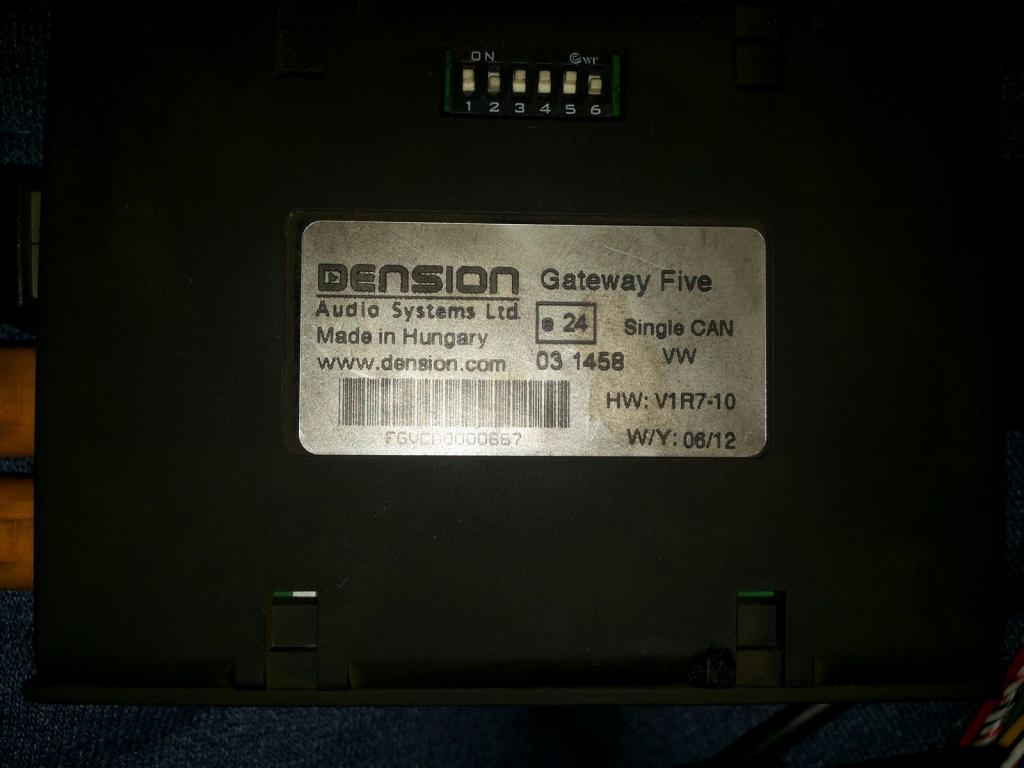 ON
1 2 3 4 5 6
DENSION
Audio Systems Ltd.
Made in Hungary
www.dension.com
Gateway Five
e 24
03 1458
Single CAN
VW
HW: V1R7-10
W/Y: 06/12